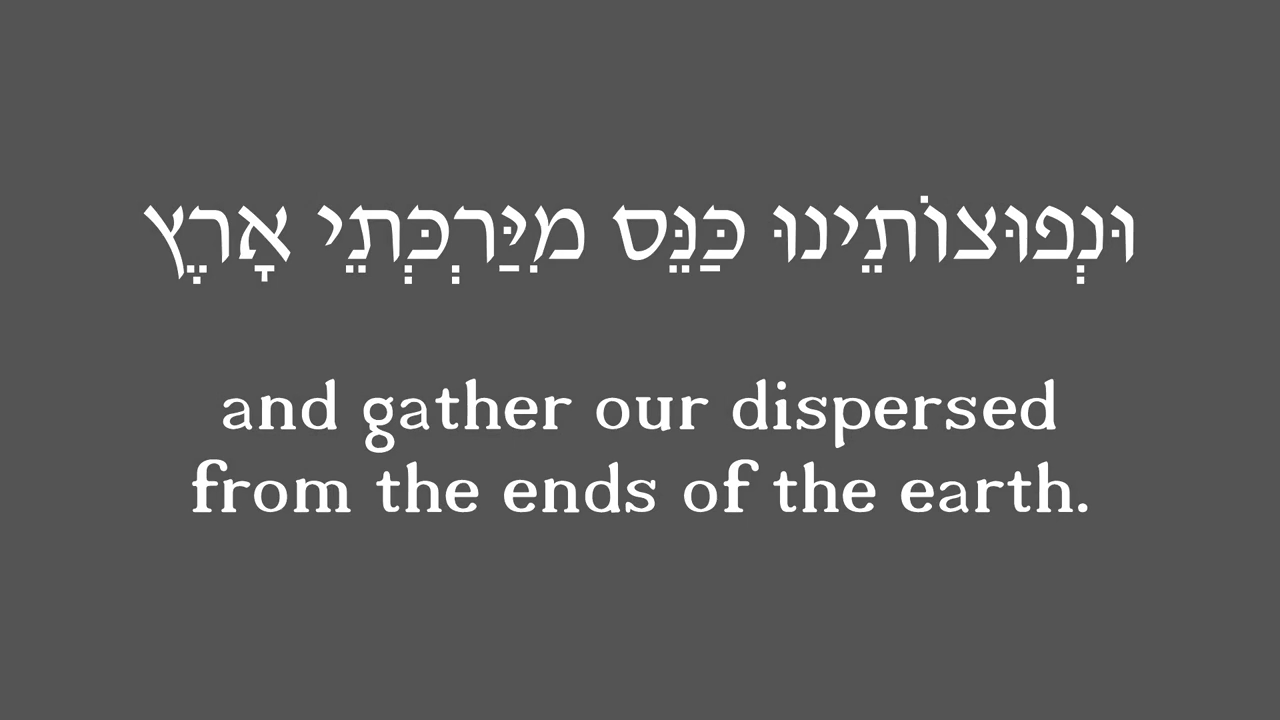 וּנְפוּצוֹתֵינוּ כַּנֵּס מִיַּרְכְּתֵי אָרֶץ
and gather our dispersed
from the ends of the earth.